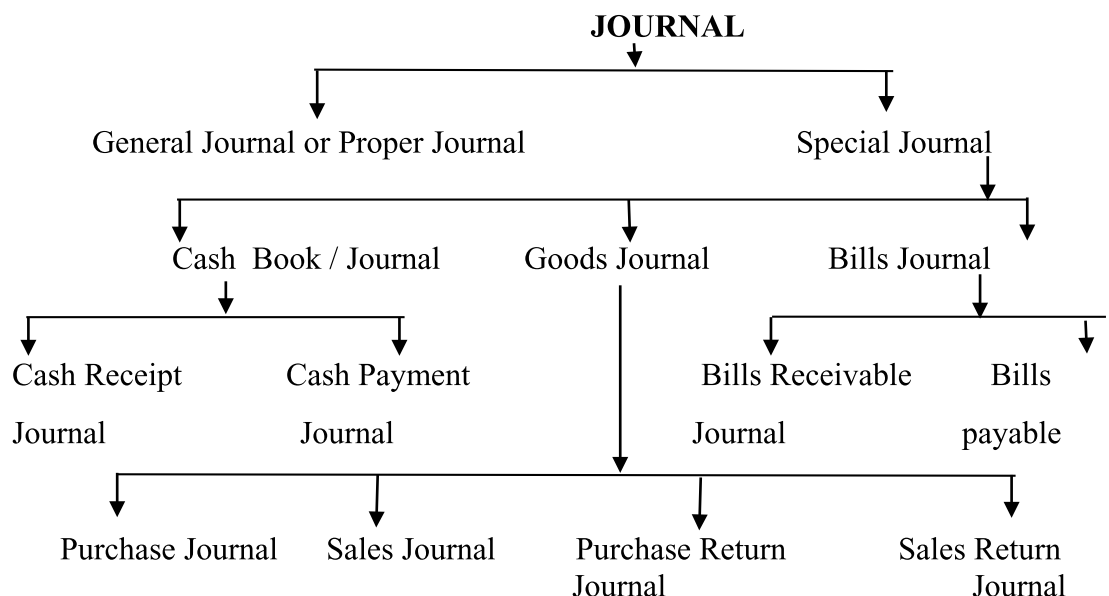 JOURNAL
General Journal or Proper Journal
Special Journal
Cash Book / Journal
Goods Journal
Bills Journal
Cash Receipt
Journal
Cash Payment
Journal
Bills Receivable
Journal
Bills
payable
Purchase Journal
Sales Journal
Purchase Return
Journal
Sales Return
Journal